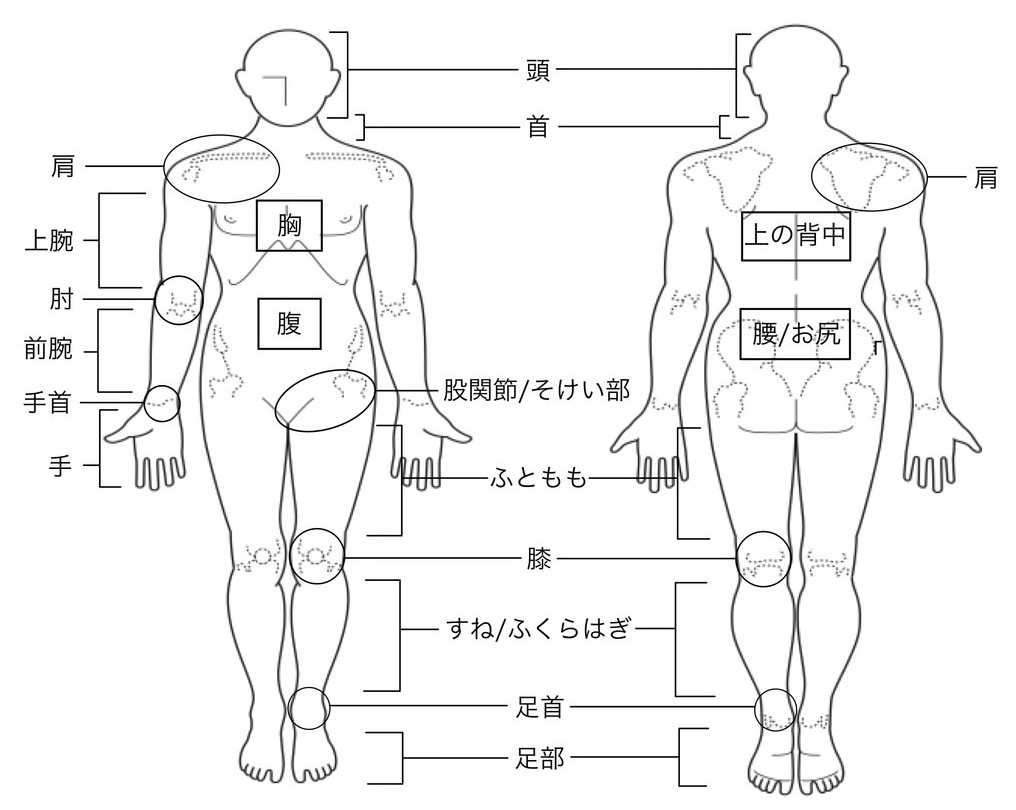 頭
首
肩
肩
胸
上の背中
上腕
肘
腹
腰/お尻
前腕
股関節/そけい部
手首
手
ふともも
膝
すね/ふくらはぎ
足首
足部